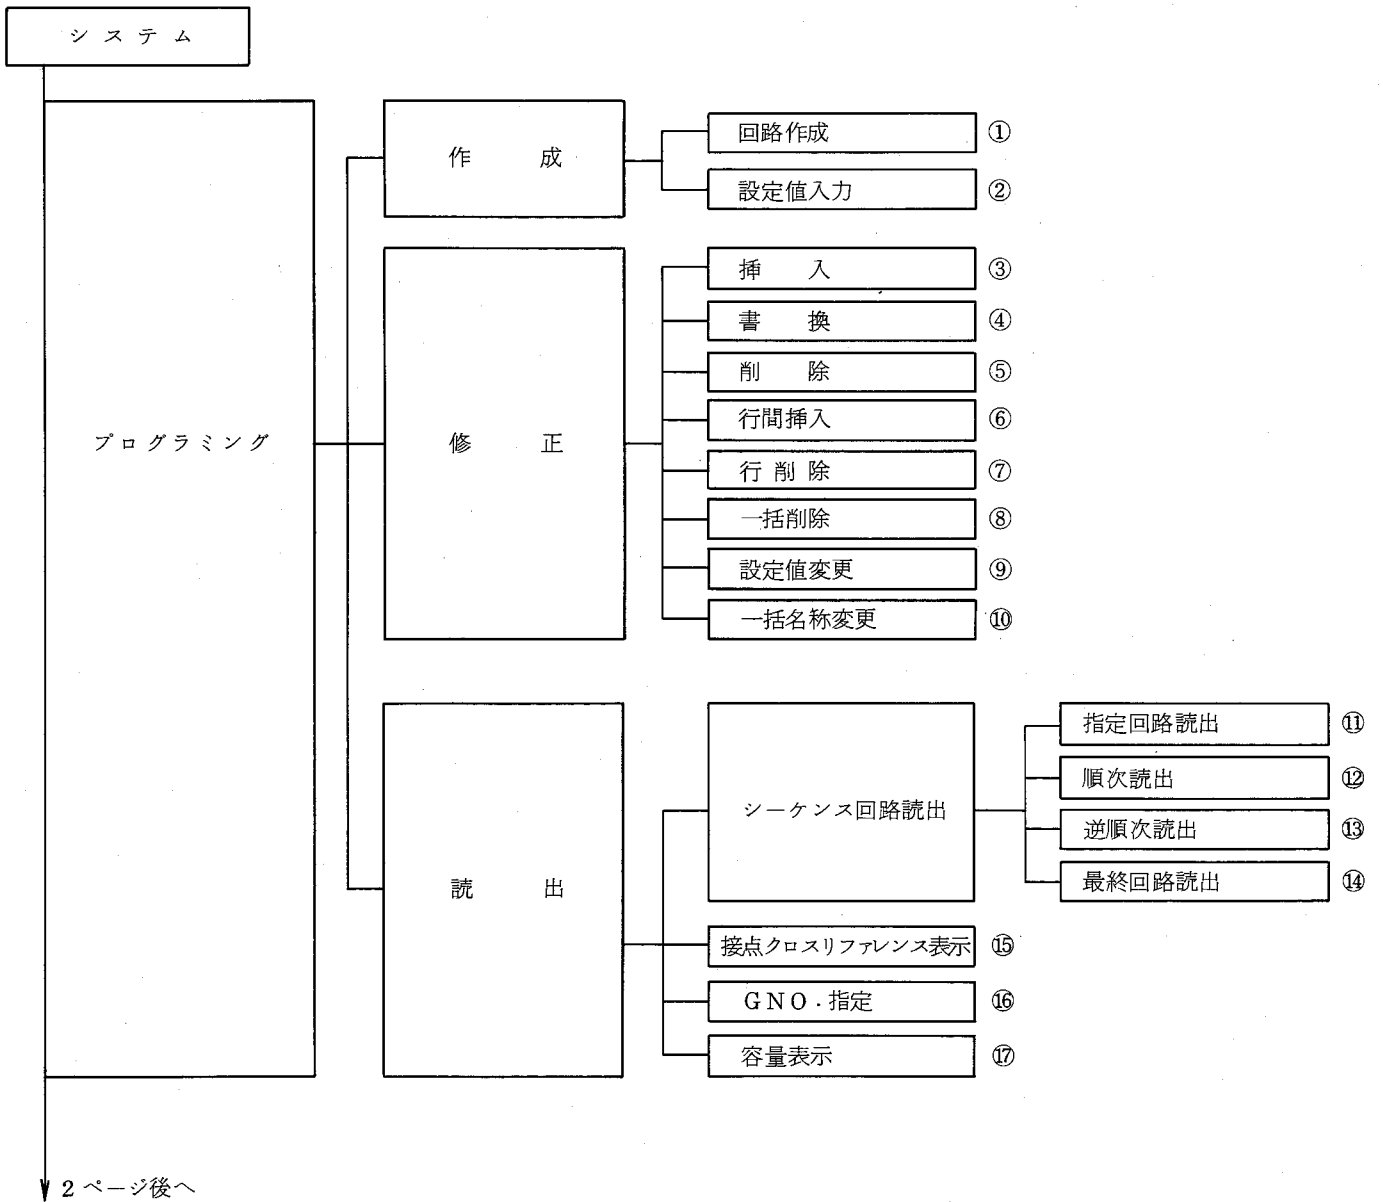 システム
プログラミング
作成
回路作成 ①
設定値入力 ②
修正
挿入 ③
書換 ④
削除 ⑤
行間挿入 ⑥
行削除 ⑦
一括削除 ⑧
設定値変更 ⑨
一括名称変更 ⑩
読出
シーケンス回路読出
指定回路読出 ⑪
順次読出 ⑫
逆順次読出 ⑬
最終回路読出 ⑭
接点クロスリファレンス表示 ⑮
GNO.指定 ⑯
容量表示 ⑰
2ページ後へ